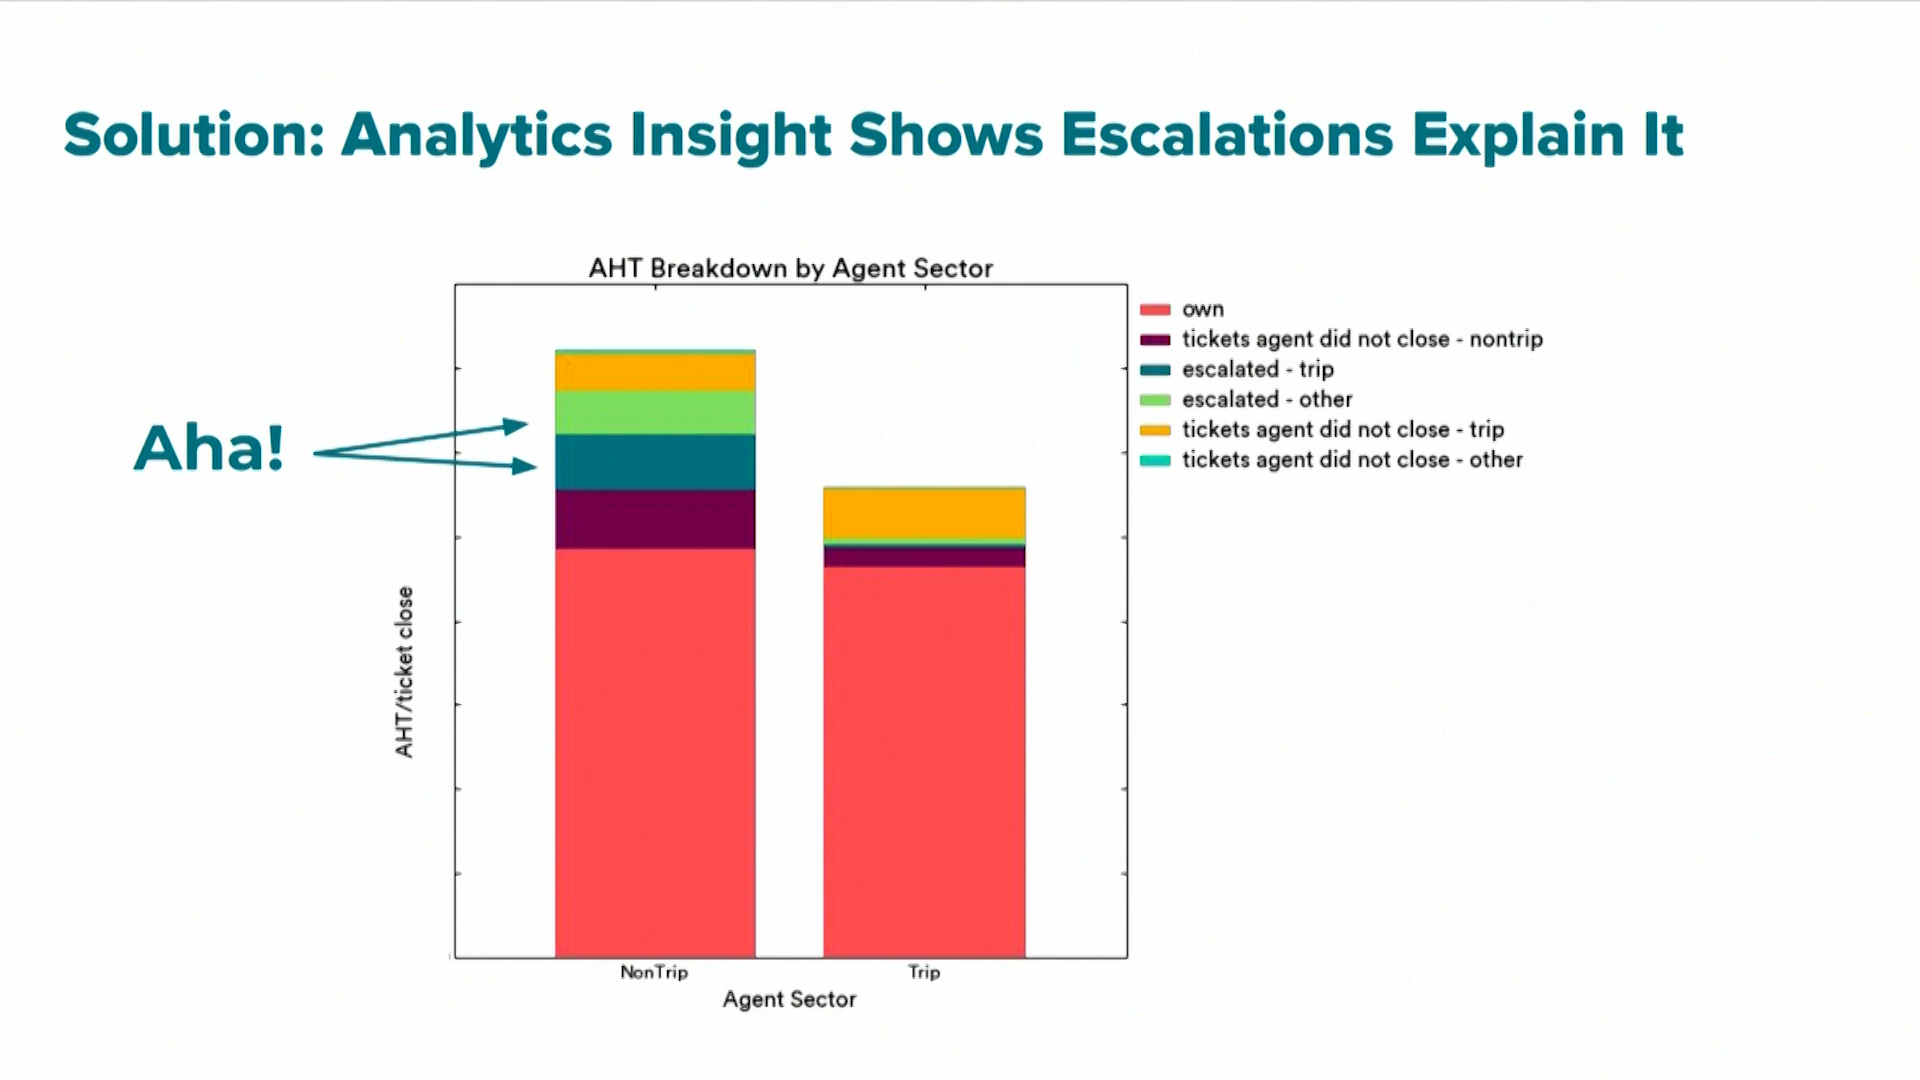 Solution: Analytics Insight Shows Escalations Explain It
AHT Breakdown by Agent Sector
own
tickets agent did not close - nontrip
escalated - trip
escalated - other
tickets agent did not close - trip
tickets agent did not close - other
Aha!
AHT/ticket close
NonTrip
Trip
Agent Sector